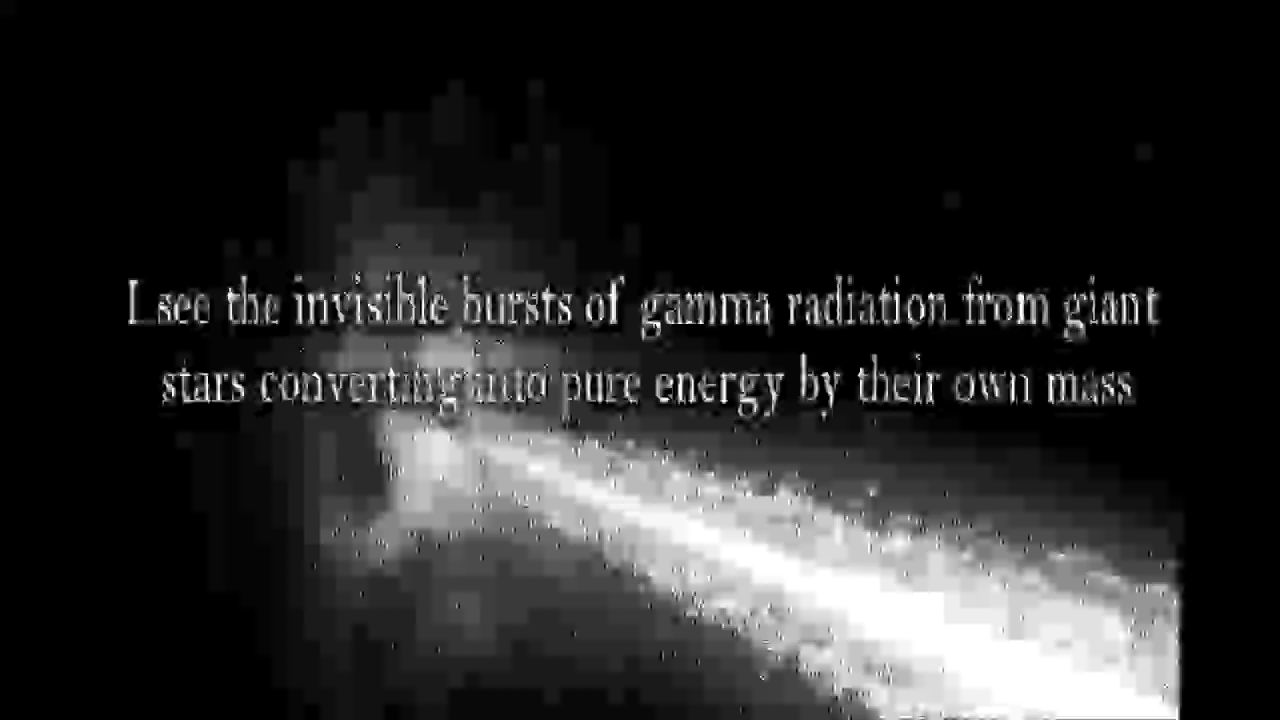 I see the invisible bursts of gamma radiation from giant
stars converting into pure energy by their own mass